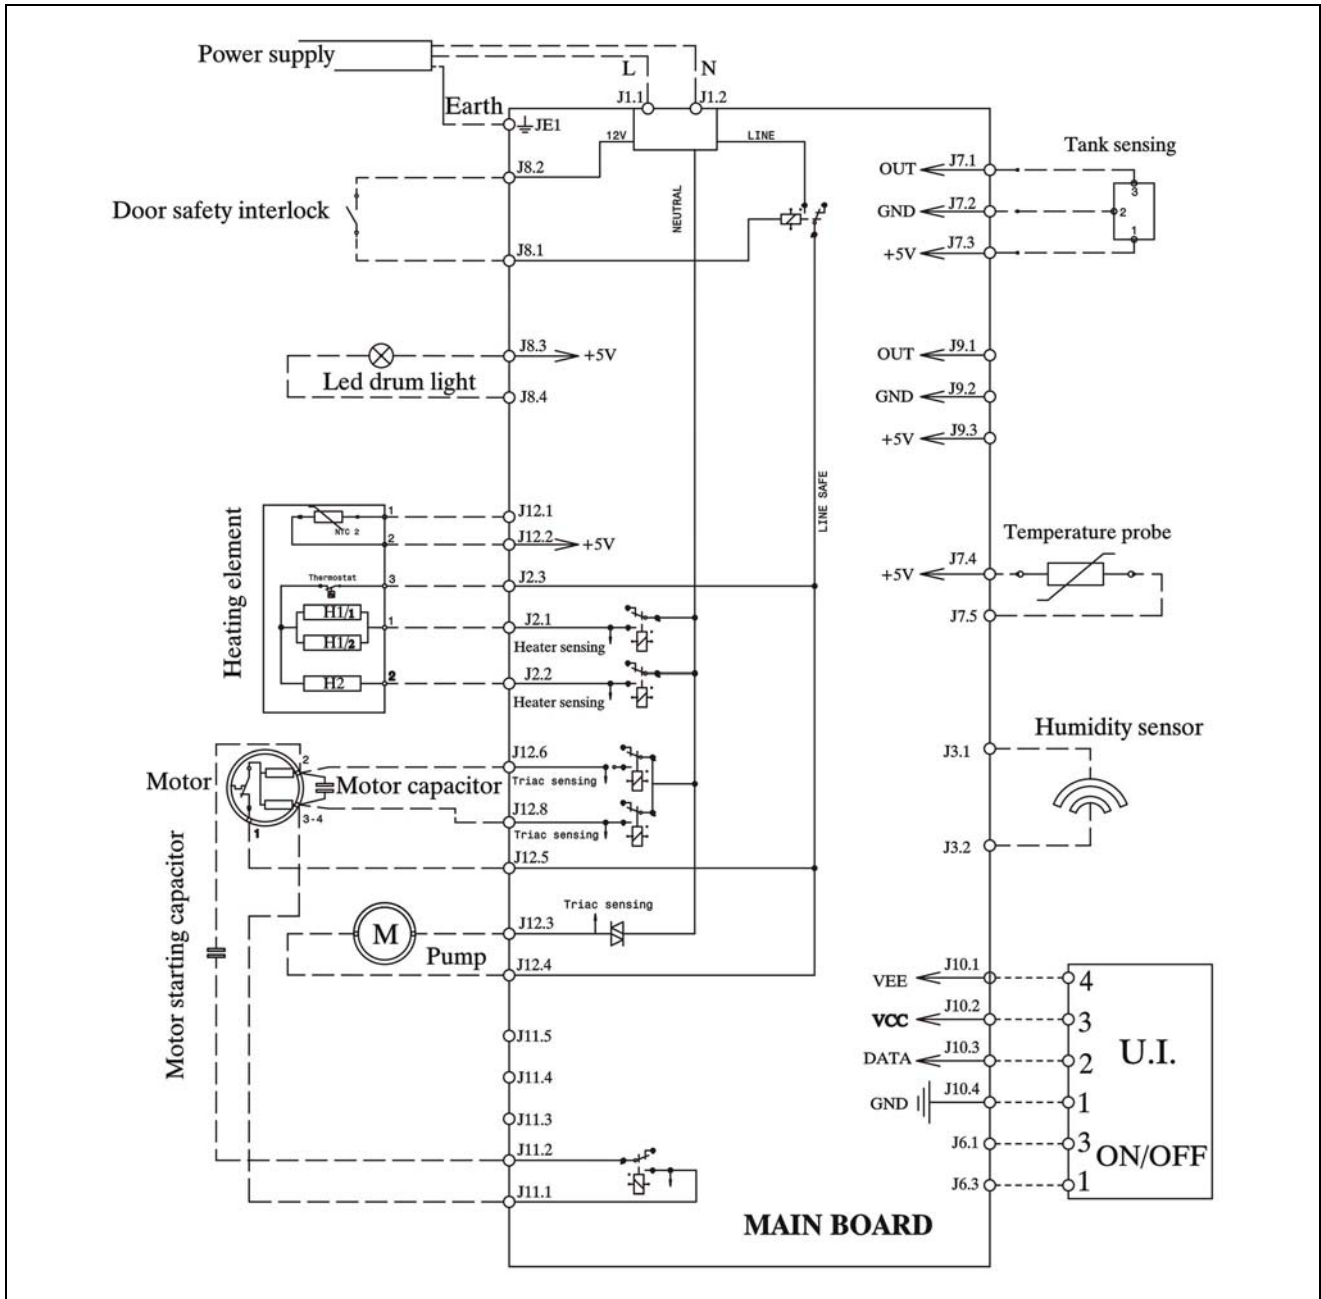 Power supply
L
N
J1.1
J1.2
Earth
JE1
12V
LINE
Tank sensing
J8.2
OUT
J7.1
3
Door safety interlock
NEUTRAL
GND
J7.2
2
1
J8.1
+5V
J7.3
J8.3
+5V
OUT
J9.1
Led drum light
J8.4
GND
J9.2
+5V
J9.3
LINE SAFE
Heating element
1
J12.1
NTC 2
2
J12.2
+5V
Temperature probe
J7.4
+5V
Thermostat
3
J2.3
H1/1
1
J2.1
J7.5
H1/2
Heater sensing
H2
2
J2.2
Heater sensing
Humidity sensor
J3.1
2
J12.6
Motor
Motor capacitor
Triac sensing
3-4
J12.8
1
Triac sensing
J12.5
J3.2
Motor starting capacitor
Triac sensing
M
J12.3
Pump
J12.4
VEE
J10.1
4
VCC
J10.2
3
U.I.
DATA
J10.3
2
J11.5
J11.4
GND
J10.4
1
J11.3
J6.1
3
ON/OFF
J11.2
J6.3
1
J11.1
MAIN BOARD